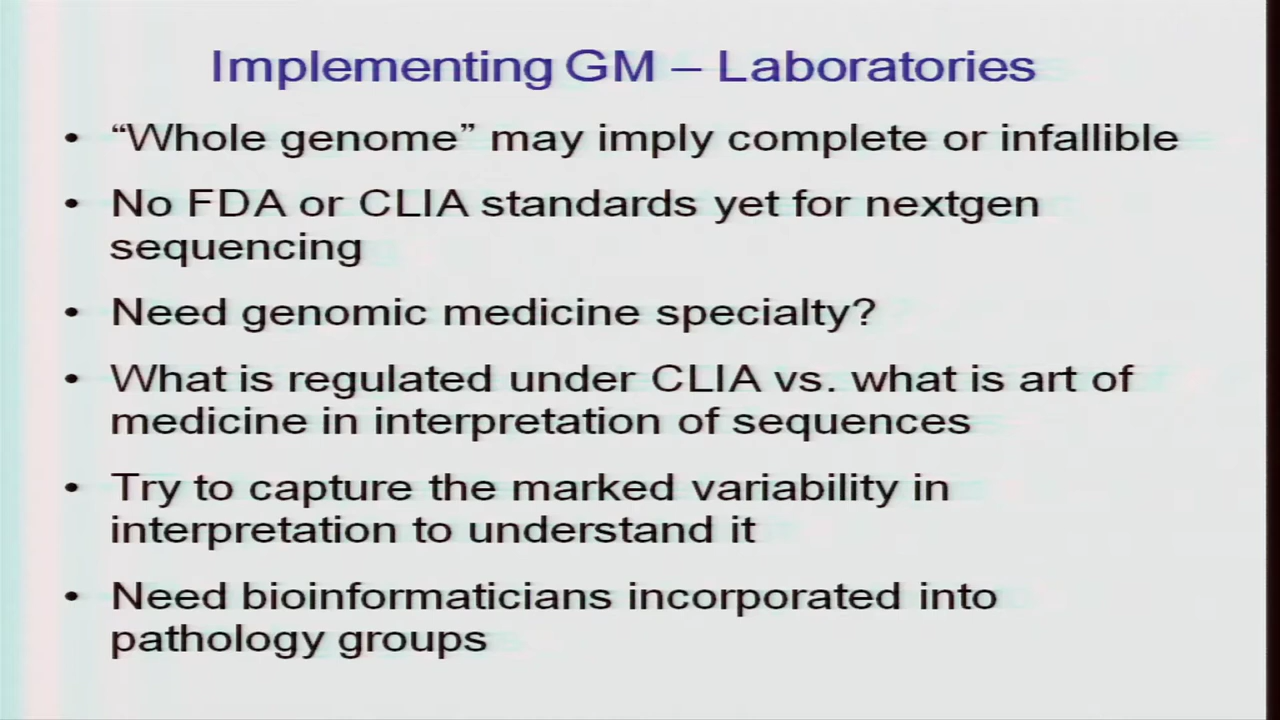 Implementing GM – Laboratories
• “Whole genome” may imply complete or infallible
• No FDA or CLIA standards yet for nextgen
sequencing
• Need genomic medicine specialty?
• What is regulated under CLIA vs. what is art of
medicine in interpretation of sequences
• Try to capture the marked variability in
interpretation to understand it
• Need bioinformaticians incorporated into
pathology groups